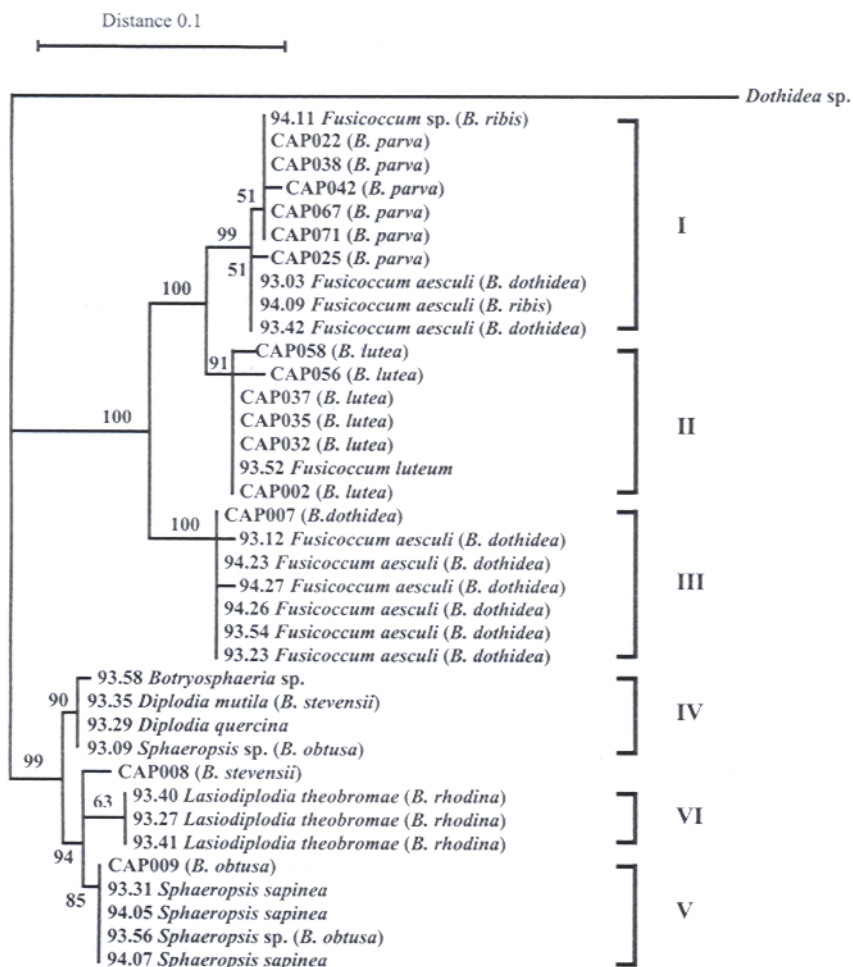 Distance 0.1
Dothidea sp.
94.11 Fusicoccum sp. (B. ribis)
CAP022 (B. parva)
CAP038 (B. parva)
CAP042 (B. parva)
51
CAP067 (B. parva)
I
CAP071 (B. parva)
99
CAP025 (B. parva)
51
93.03 Fusicoccum aesculi (B. dothidea)
100
94.09 Fusicoccum aesculi (B. ribis)
93.42 Fusicoccum aesculi (B. dothidea)
CAP058 (B. lutea)
91
CAP056 (B. lutea)
CAP037 (B. lutea)
100
CAP035 (B. lutea)
II
CAP032 (B. lutea)
93.52 Fusicoccum luteum
CAP002 (B. lutea)
CAP007 (B.dothidea)
100
93.12 Fusicoccum aesculi (B. dothidea)
94.23 Fusicoccum aesculi (B. dothidea)
94.27 Fusicoccum aesculi (B. dothidea)
III
94.26 Fusicoccum aesculi (B. dothidea)
93.54 Fusicoccum aesculi (B. dothidea)
93.23 Fusicoccum aesculi (B. dothidea)
93.58 Botryosphaeria sp.
90
93.35 Diplodia mutila (B. stevensii)
IV
93.29 Diplodia quercina
93.09 Sphaeropsis sp. (B. obtusa)
99
CAP008 (B. stevensii)
93.40 Lasiodiplodia theobromae (B. rhodina)
63
93.27 Lasiodiplodia theobromae (B. rhodina)
VI
93.41 Lasiodiplodia theobromae (B. rhodina)
94
CAP009 (B. obtusa)
93.31 Sphaeropsis sapinea
85
94.05 Sphaeropsis sapinea
V
93.56 Sphaeropsis sp. (B. obtusa)
94.07 Sphaeropsis sapinea